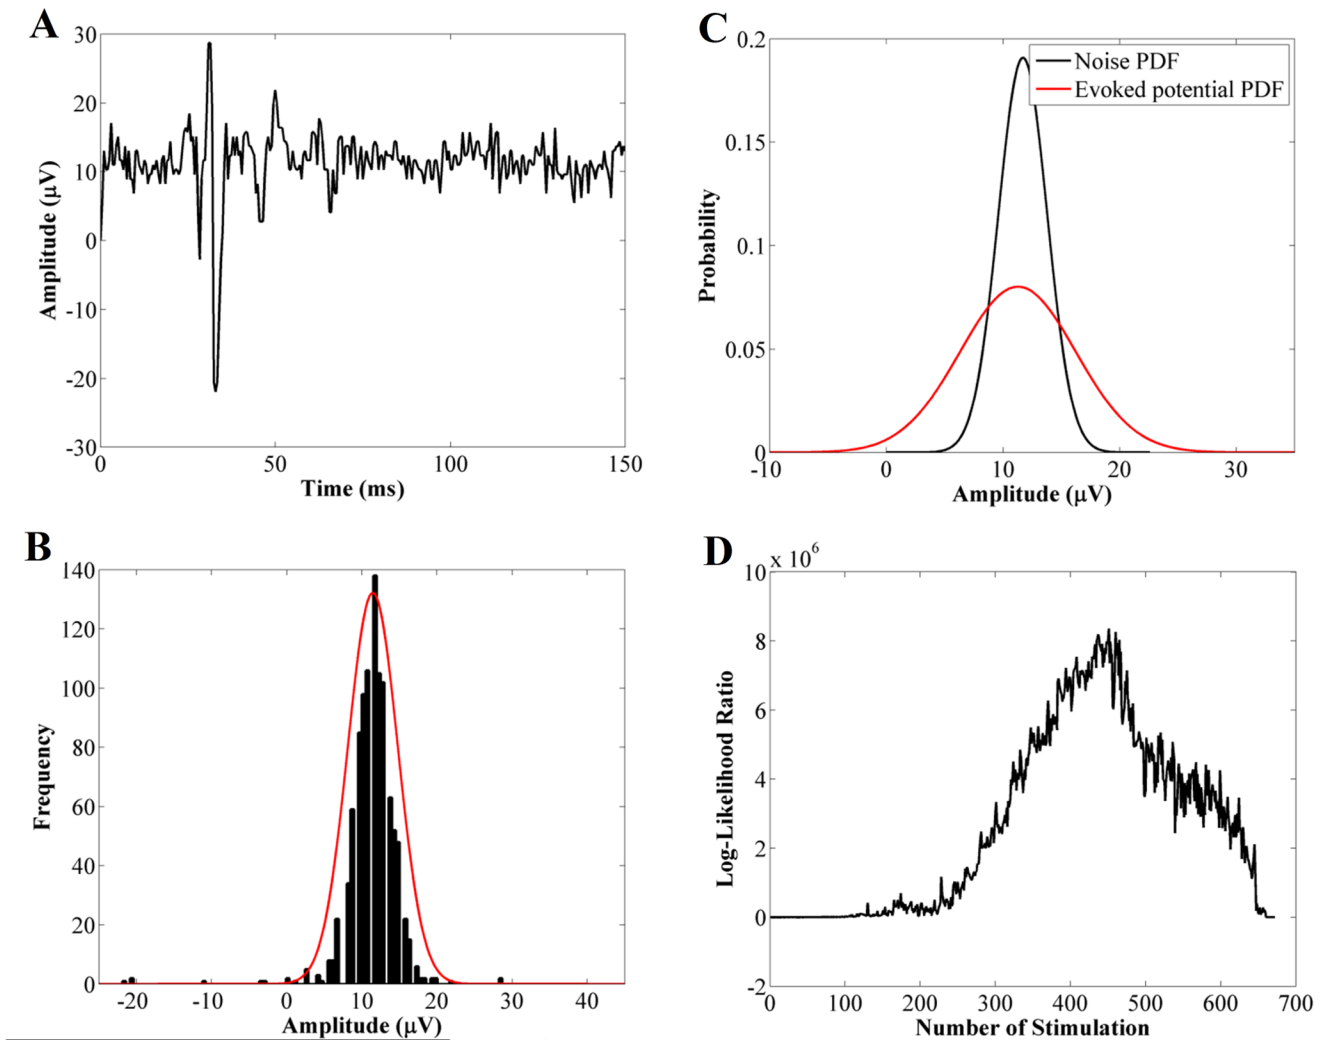 A
30
20
10
0
-10
-20
-30
Amplitude (μV)
0 50 100 150
Time (ms)
B
140
120
100
80
60
40
20
0
Frequency
-20 -10 0 10 20 30 40
Amplitude (μV)
C
0.2
0.15
0.1
0.05
0
Probability
Noise PDF
Evoked potential PDF
-10 0 10 20 30
Amplitude (μV)
D
x 10⁶
10
8
6
4
2
0
-2
Log-Likelihood Ratio
0 100 200 300 400 500 600 700
Number of Stimulation